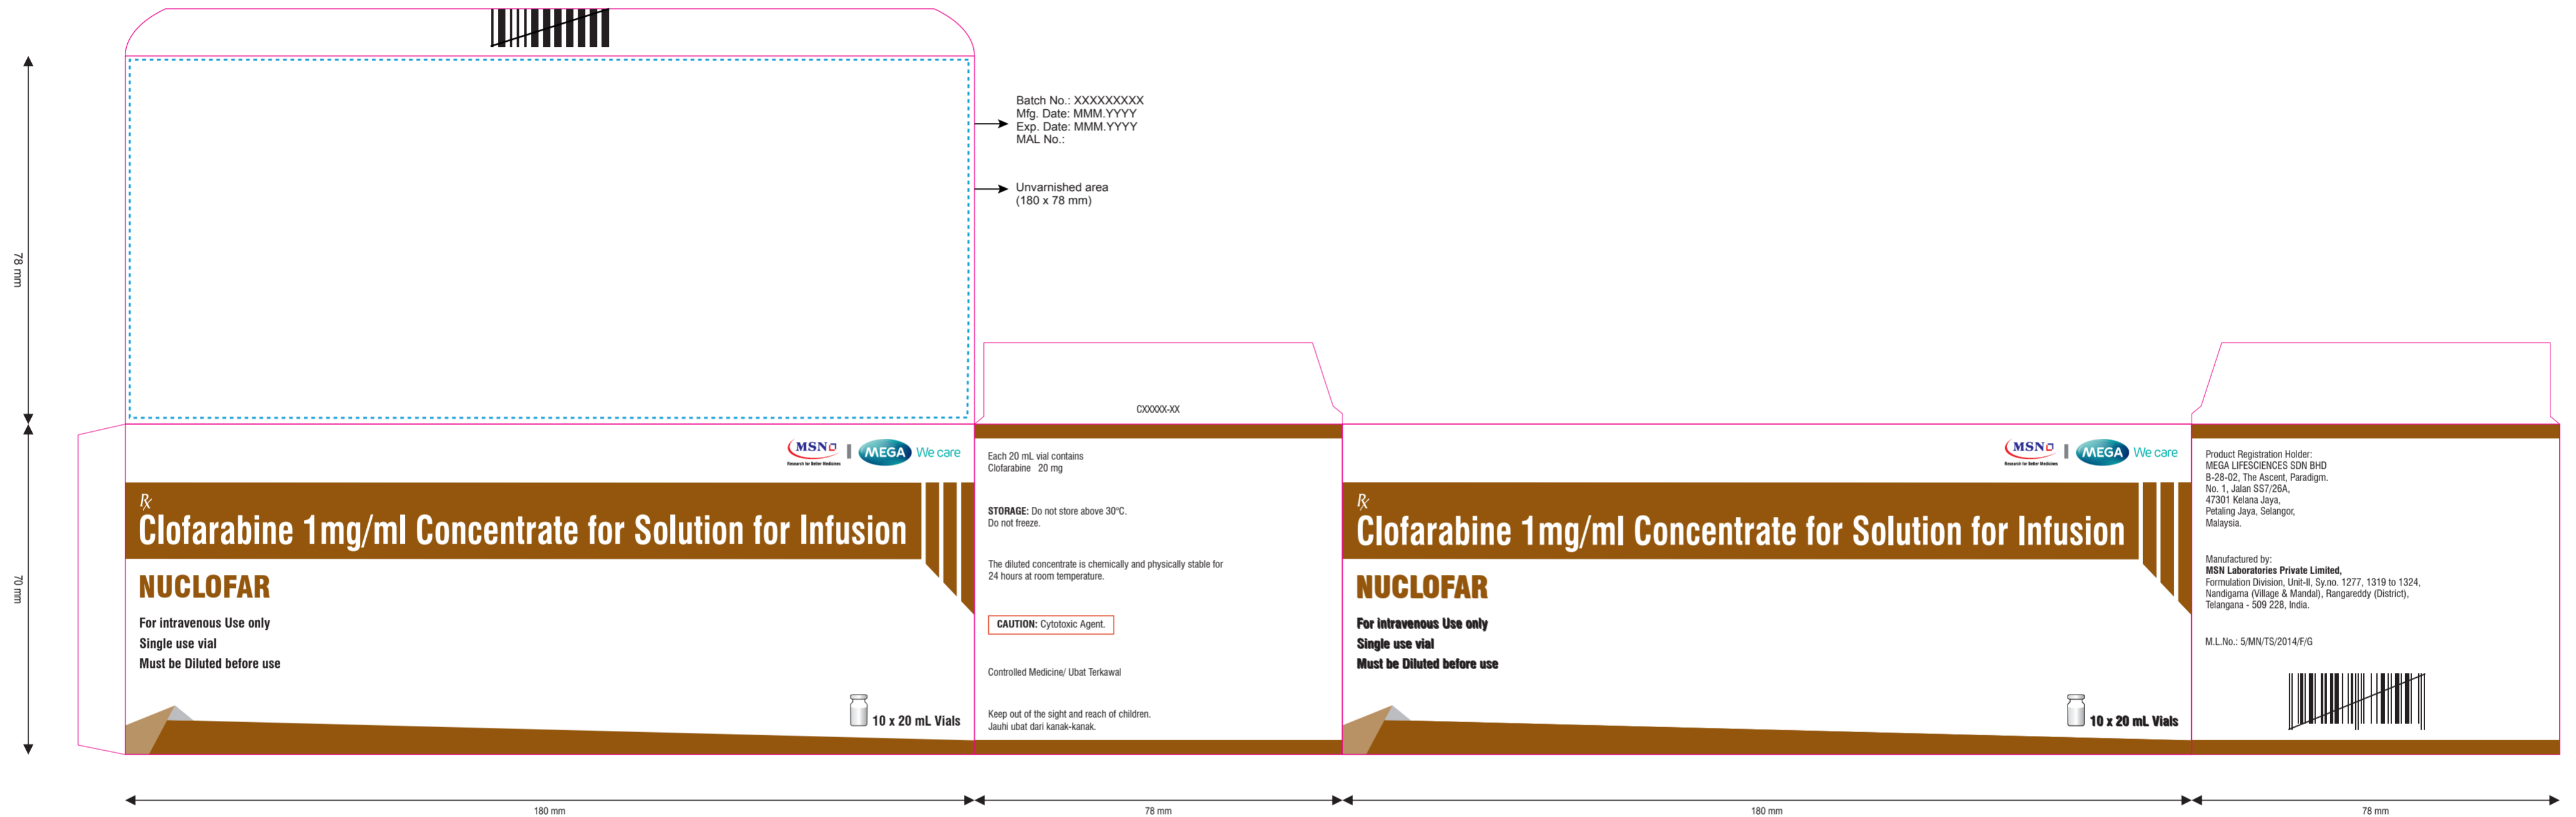 Batch No.: XXXXXXXXX
Mfg. Date: MMM.YYYY
Exp. Date: MMM.YYYY
MAL No.:
Unvarnished area
(180 x 78 mm)
78 mm
70 mm
MSN
Research for Better Medicines
MEGA We care
Rx
Clofarabine 1mg/ml Concentrate for Solution for Infusion
NUCLOFAR
For intravenous Use only
Single use vial
Must be Diluted before use
10 x 20 mL Vials
CXXXXX-XX
Each 20 mL vial contains
Clofarabine 20 mg
STORAGE: Do not store above 30°C.
Do not freeze.
The diluted concentrate is chemically and physically stable for
24 hours at room temperature.
CAUTION: Cytotoxic Agent.
Controlled Medicine/ Ubat Terkawal
Keep out of the sight and reach of children.
Jauhi ubat dari kanak-kanak.
MSN
Research for Better Medicines
MEGA We care
Rx
Clofarabine 1mg/ml Concentrate for Solution for Infusion
NUCLOFAR
For intravenous Use only
Single use vial
Must be Diluted before use
10 x 20 mL Vials
Product Registration Holder:
MEGA LIFESCIENCES SDN BHD
B-28-02, The Ascent, Paradigm.
No. 1, Jalan SS7/26A,
47301 Kelana Jaya,
Petaling Jaya, Selangor,
Malaysia.
Manufactured by:
MSN Laboratories Private Limited,
Formulation Division, Unit-II, Sy.no. 1277, 1319 to 1324,
Nandigama (Village & Mandal), Rangareddy (District),
Telangana - 509 228, India.
M.L.No.: 5/MN/TS/2014/F/G
180 mm
78 mm
180 mm
78 mm